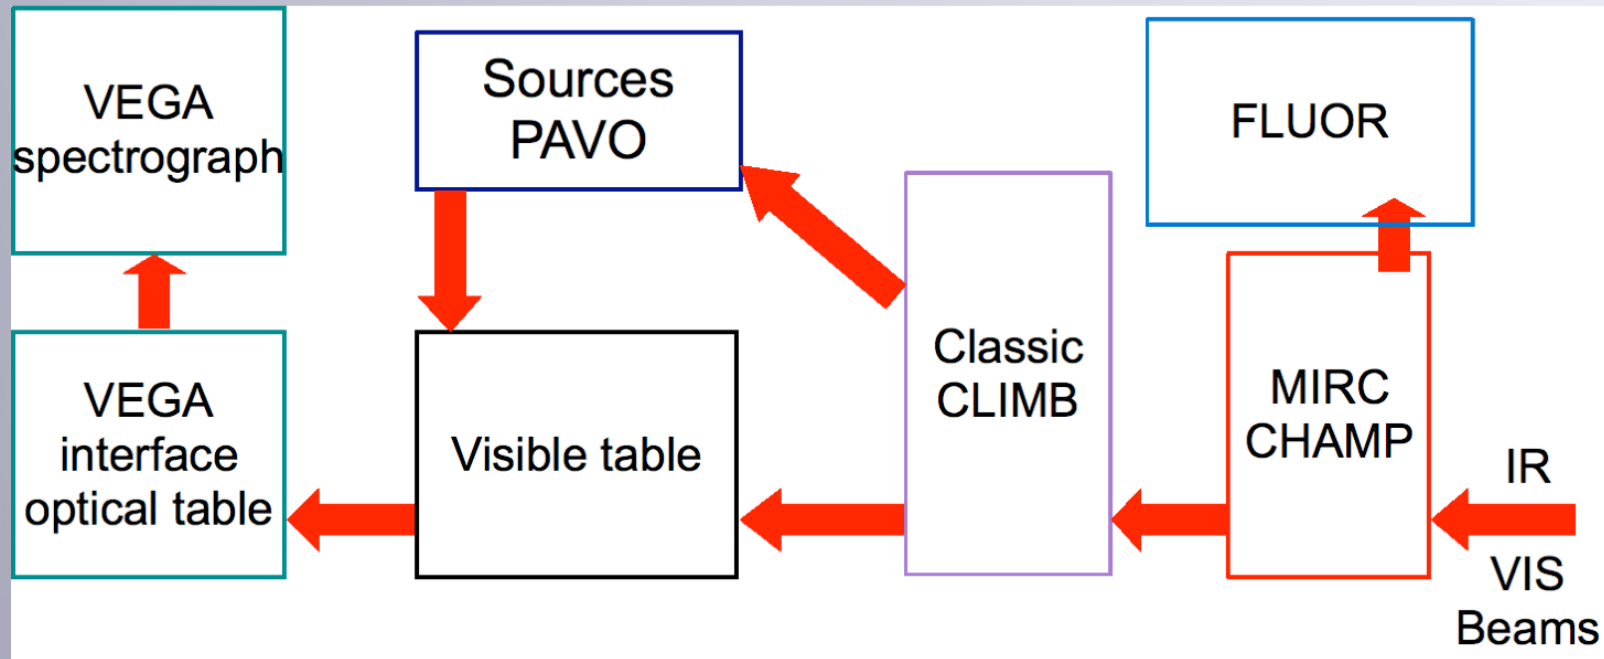 VEGA
spectrograph
Sources
PAVO
FLUOR
VEGA
interface
optical table
Visible table
Classic
CLIMB
MIRC
CHAMP
IR
VIS
Beams